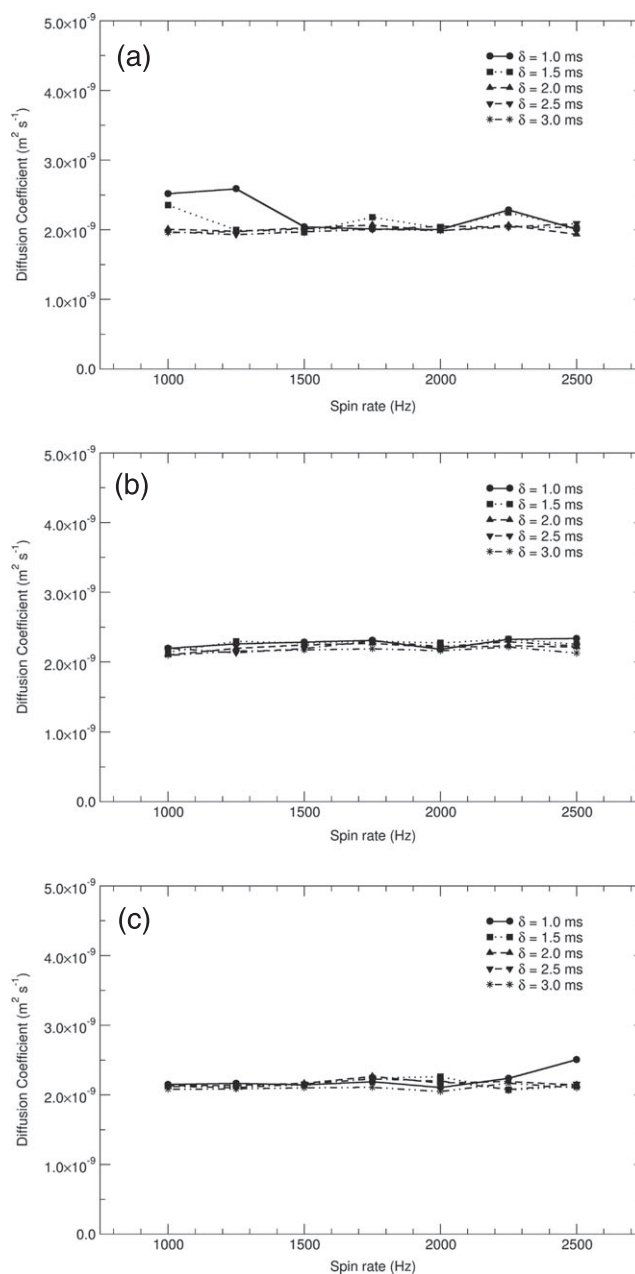 (a)
5.0×10⁻⁹
4.0×10⁻⁹
3.0×10⁻⁹
2.0×10⁻⁹
1.0×10⁻⁹
0.0
Diffusion Coefficient (m² s⁻¹)
δ = 1.0 ms
δ = 1.5 ms
δ = 2.0 ms
δ = 2.5 ms
δ = 3.0 ms
1000 1500 2000 2500
Spin rate (Hz)
(b)
5.0×10⁻⁹
4.0×10⁻⁹
3.0×10⁻⁹
2.0×10⁻⁹
1.0×10⁻⁹
0.0
Diffusion Coefficient (m² s⁻¹)
δ = 1.0 ms
δ = 1.5 ms
δ = 2.0 ms
δ = 2.5 ms
δ = 3.0 ms
1000 1500 2000 2500
Spin rate (Hz)
(c)
5.0×10⁻⁹
4.0×10⁻⁹
3.0×10⁻⁹
2.0×10⁻⁹
1.0×10⁻⁹
0.0
Diffusion Coefficient (m² s⁻¹)
δ = 1.0 ms
δ = 1.5 ms
δ = 2.0 ms
δ = 2.5 ms
δ = 3.0 ms
1000 1500 2000 2500
Spin rate (Hz)